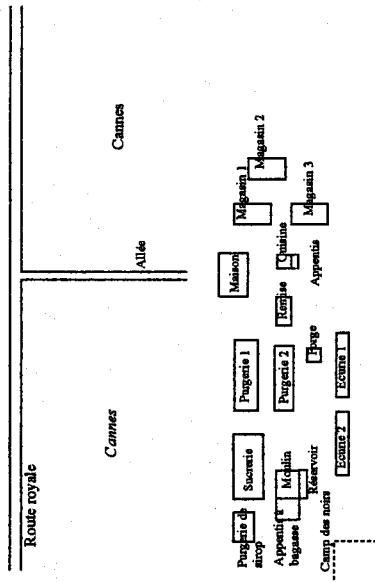 Route royale
Cannes
Allée
Cannes
Maison
Magasin 1
Magasin 2
Magasin 3
Cuisine
Appentis
Remise
Purgerie 1
Purgerie 2
Forge
Ecurie 1
Ecurie 2
Sucrerie
Moulin
Réservoir
Purgerie de
sirop
Appentis à
bagasse
Camp des noirs